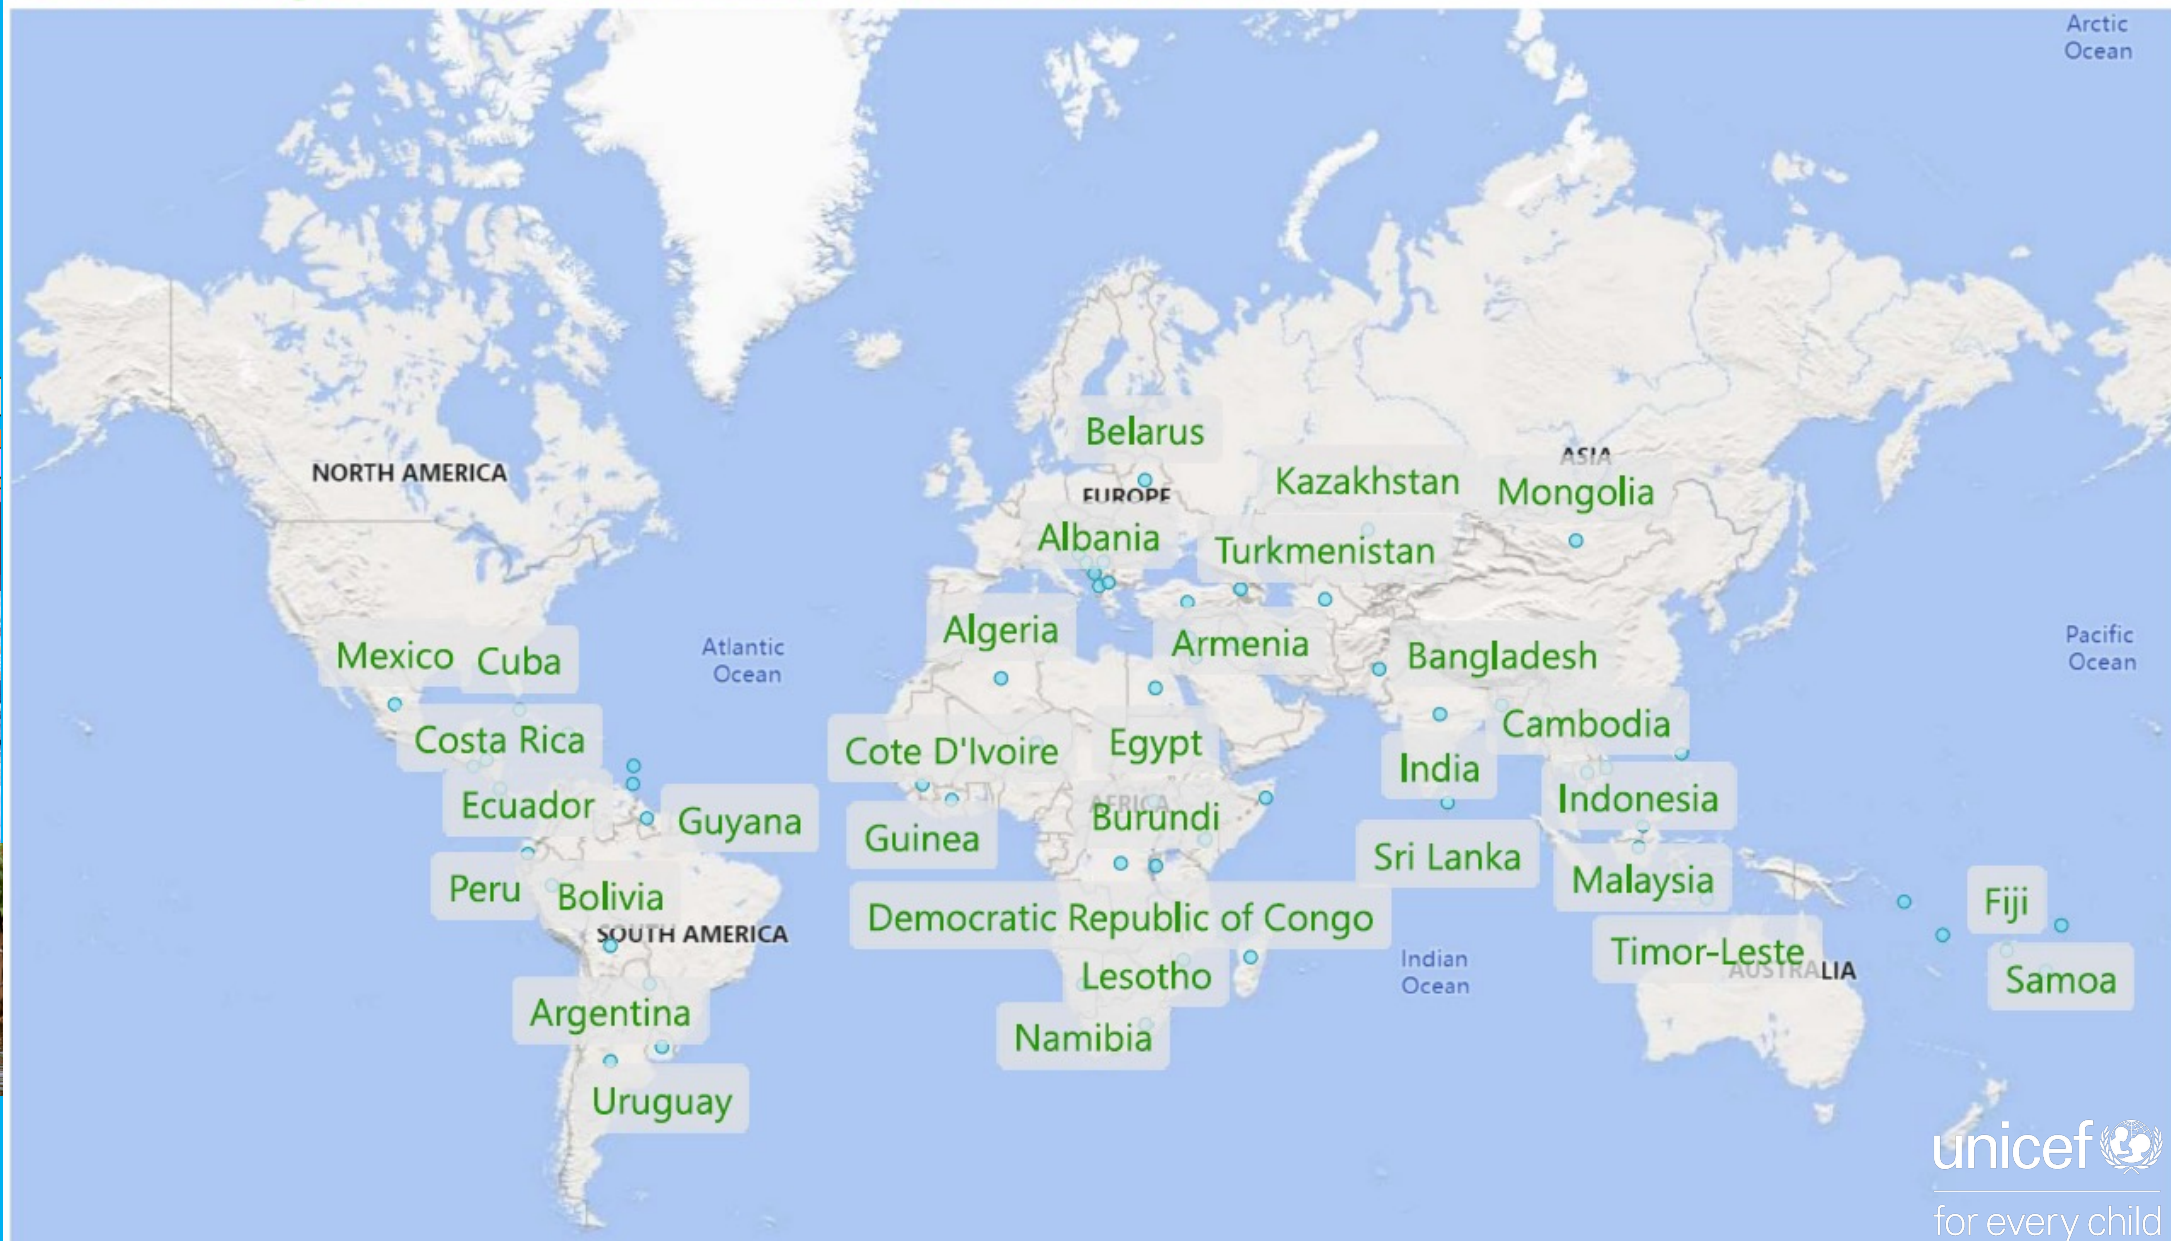 Arctic
Ocean
Belarus
NORTH AMERICA
ASIA
Kazakhstan
Mongolia
EUROPE
Albania
Turkmenistan
Algeria
Armenia
Atlantic
Ocean
Pacific
Ocean
Mexico
Cuba
Bangladesh
Cambodia
Costa Rica
Cote D'Ivoire
Egypt
India
Indonesia
Ecuador
Guyana
AFRICA
Burundi
Guinea
Sri Lanka
Malaysia
Peru
Bolivia
Fiji
Democratic Republic of Congo
SOUTH AMERICA
Timor-Leste
AUSTRALIA
Indian
Ocean
Lesotho
Samoa
Argentina
Namibia
Uruguay
unicef
for every child